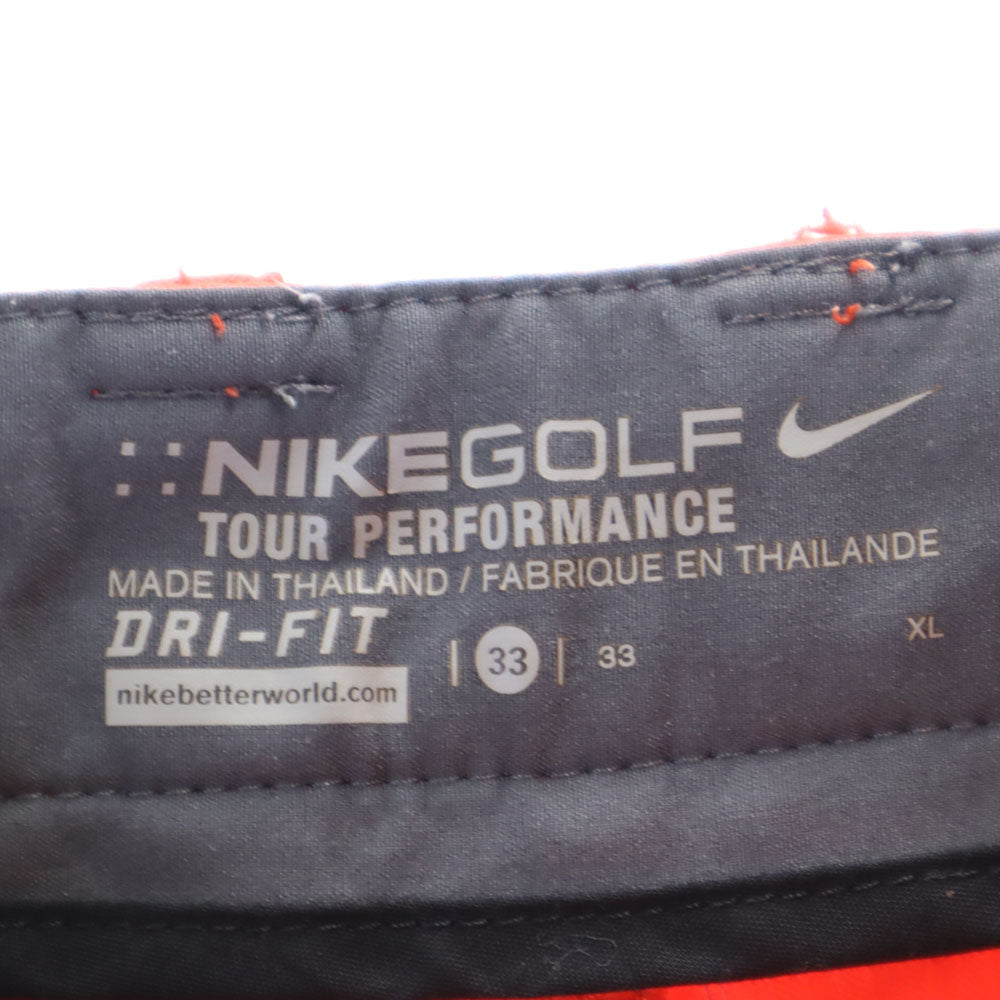 NIKEGOLF
TOUR PERFORMANCE
MADE IN THAILAND / FABRIQUE EN THAILANDE
DRI-FIT
| 33 | 33 XL
nikebetterworld.com